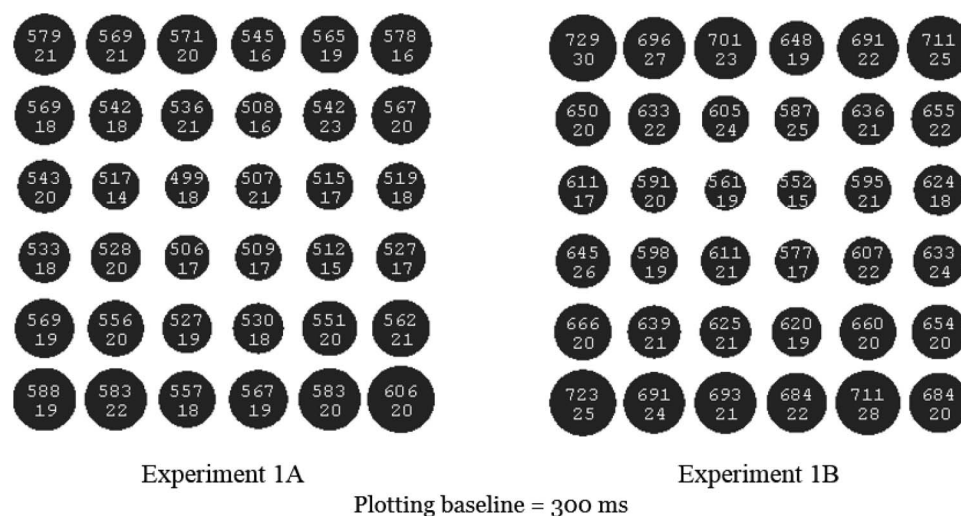 579 569 571 545 565 578
21 21 20 16 19 16
569 542 536 508 542 567
18 18 21 16 23 20
543 517 499 507 515 519
20 14 18 21 17 18
533 528 506 509 512 527
18 20 17 17 15 17
569 556 527 530 551 562
19 20 19 18 20 21
588 583 557 567 583 606
19 22 18 19 20 20
Experiment 1A
729 696 701 648 691 711
30 27 23 19 22 25
650 633 605 587 636 655
20 22 24 25 21 22
611 591 561 552 595 624
17 20 19 15 21 18
645 598 611 577 607 633
26 19 21 17 22 24
666 639 625 620 660 654
20 21 21 19 20 20
723 691 693 684 711 684
25 24 21 22 28 20
Experiment 1B
Plotting baseline = 300 ms